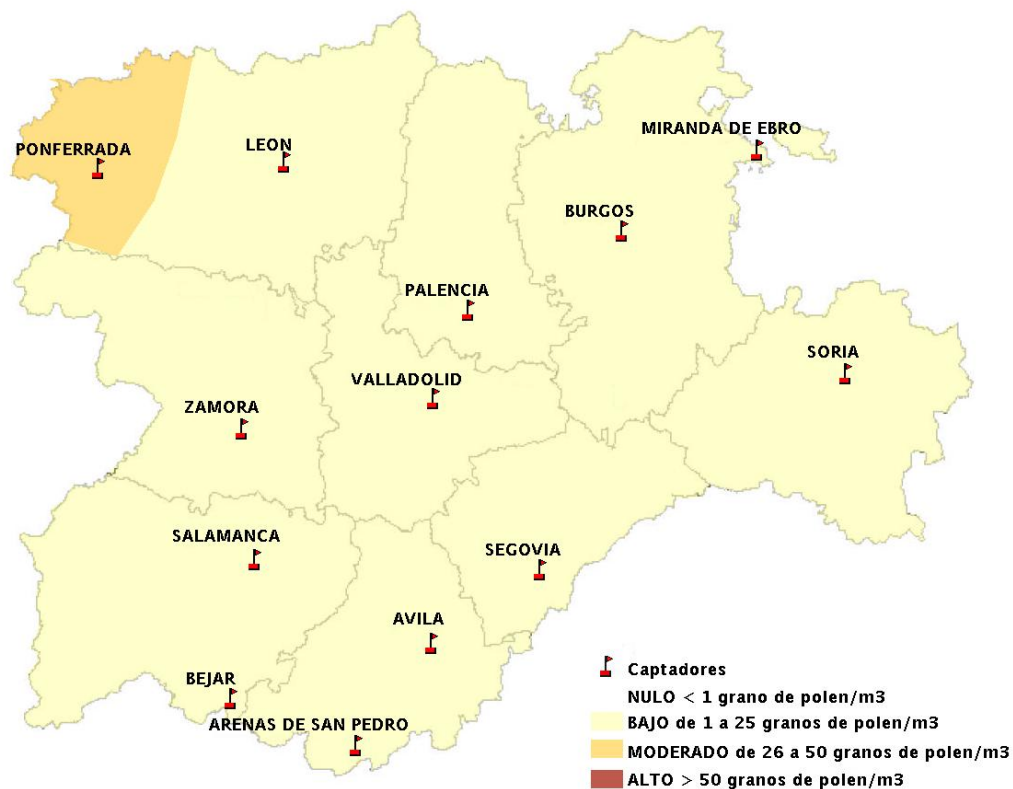 MIRANDA DE EBRO
PONFERRADA
LEON
BURGOS
PALENCIA
SORIA
VALLADOLID
ZAMORA
SALAMANCA
SEGOVIA
AVILA
BEJAR
ARENAS DE SAN PEDRO
Captadores
NULO < 1 grano de polen/m3
BAJO de 1 a 25 granos de polen/m3
MODERADO de 26 a 50 granos de polen/m3
ALTO > 50 granos de polen/m3